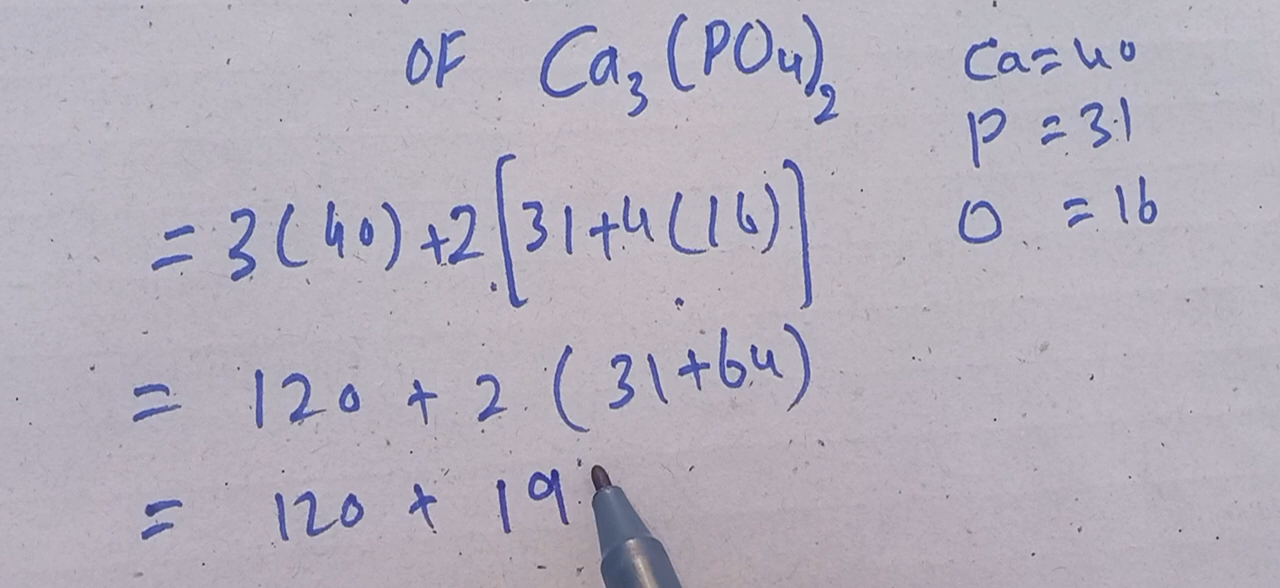 OF Ca₃(PO₄)₂
Ca=40
P=31
O=16
=3(40)+2[31+4(16)]
= 120 + 2 (31+64)
= 120 + 19